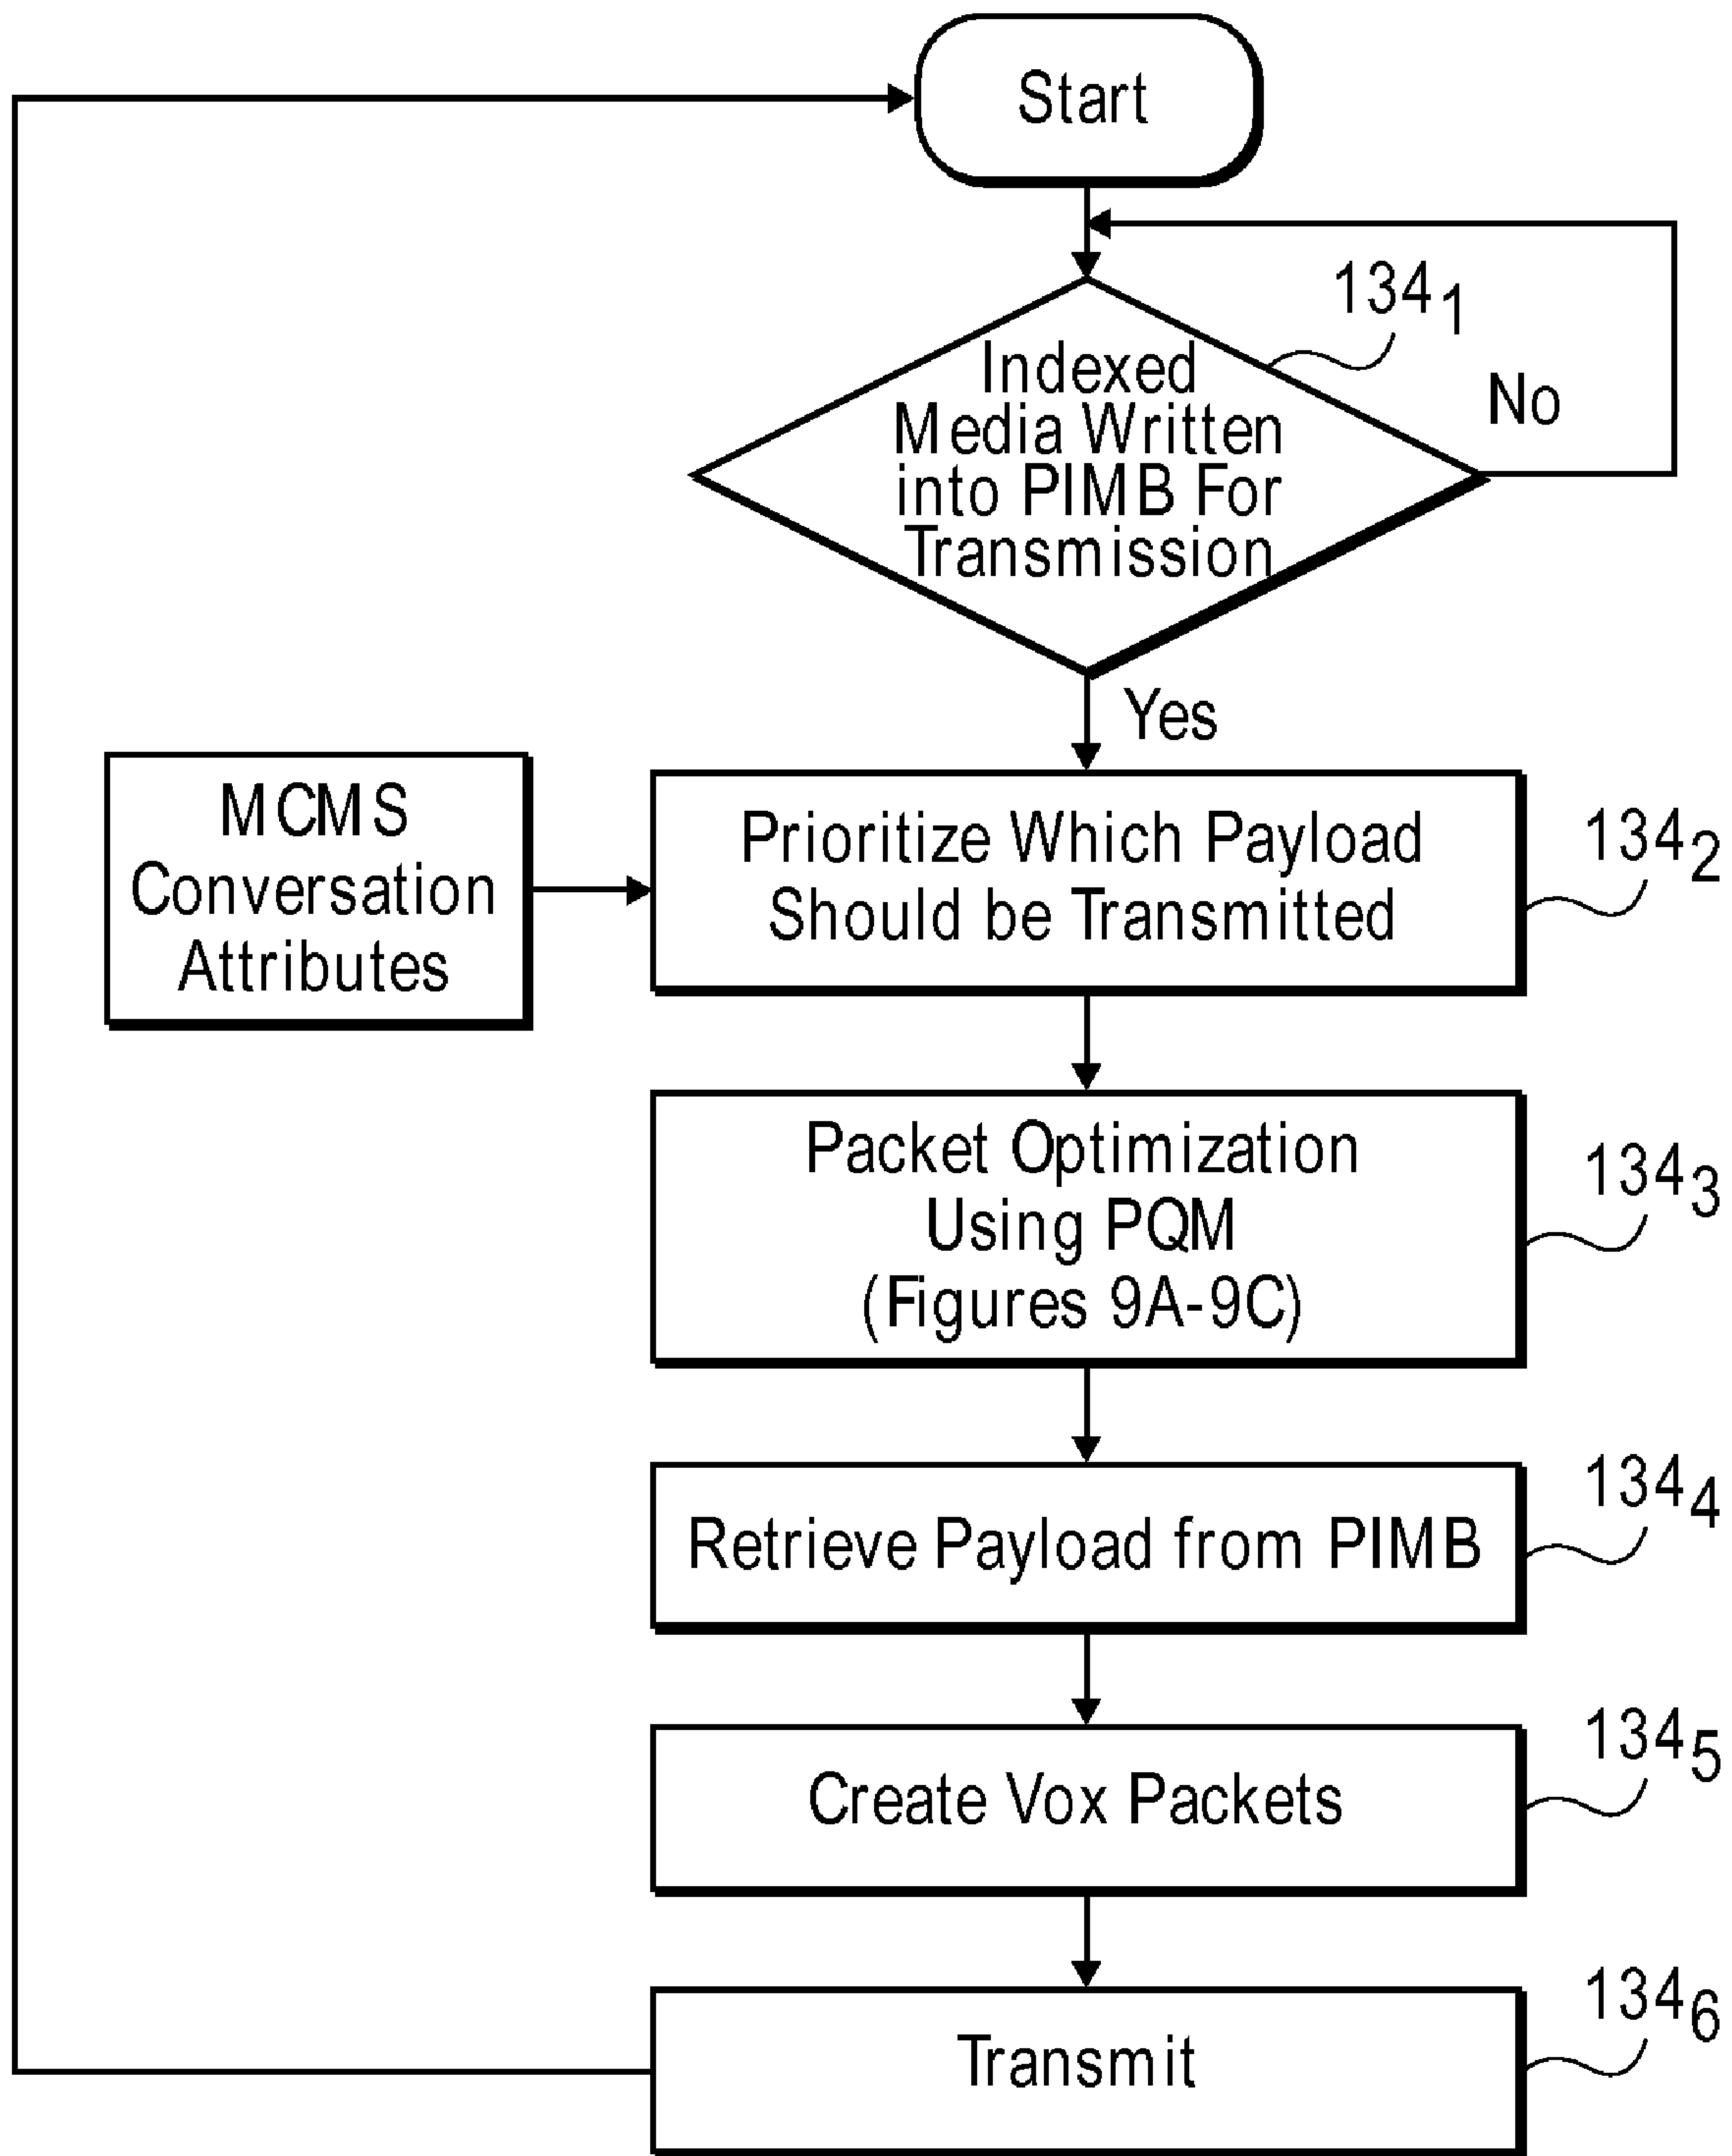 Start
134₁
Indexed
Media Written
into PIMB For
Transmission
No
Yes
MCMS
Conversation
Attributes
Prioritize Which Payload
Should be Transmitted
134₂
Packet Optimization
Using PQM
(Figures 9A-9C)
134₃
Retrieve Payload from PIMB
134₄
Create Vox Packets
134₅
Transmit
134₆